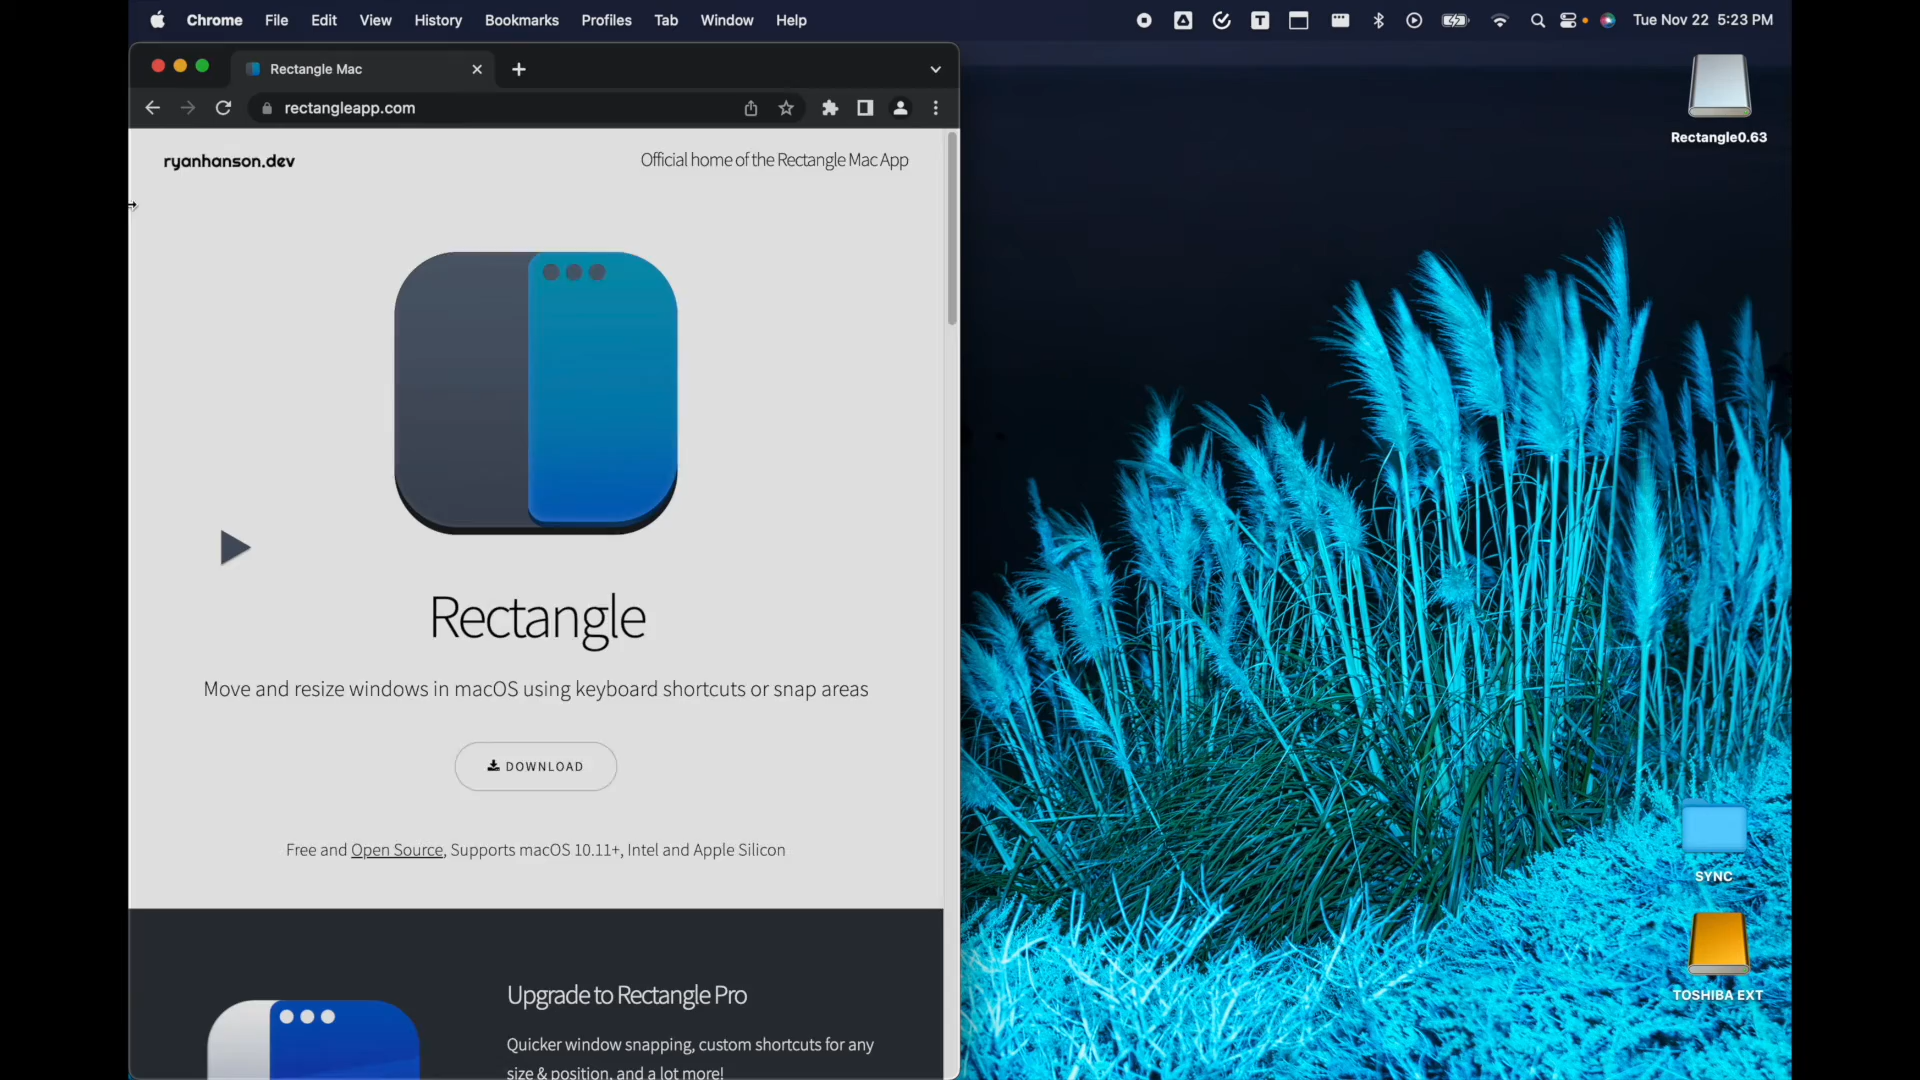 Chrome File Edit View History Bookmarks Profiles Tab Window Help
T
Tue Nov 22 5:23 PM
Rectangle Mac
rectangleapp.com
ryanhanson.dev
Official home of the Rectangle Mac App
Rectangle
Move and resize windows in macOS using keyboard shortcuts or snap areas
DOWNLOAD
Free and Open Source, Supports macOS 10.11+, Intel and Apple Silicon
Upgrade to Rectangle Pro
Quicker window snapping, custom shortcuts for any
size & position, and a lot more!
Rectangle0.63
SYNC
TOSHIBA EXT